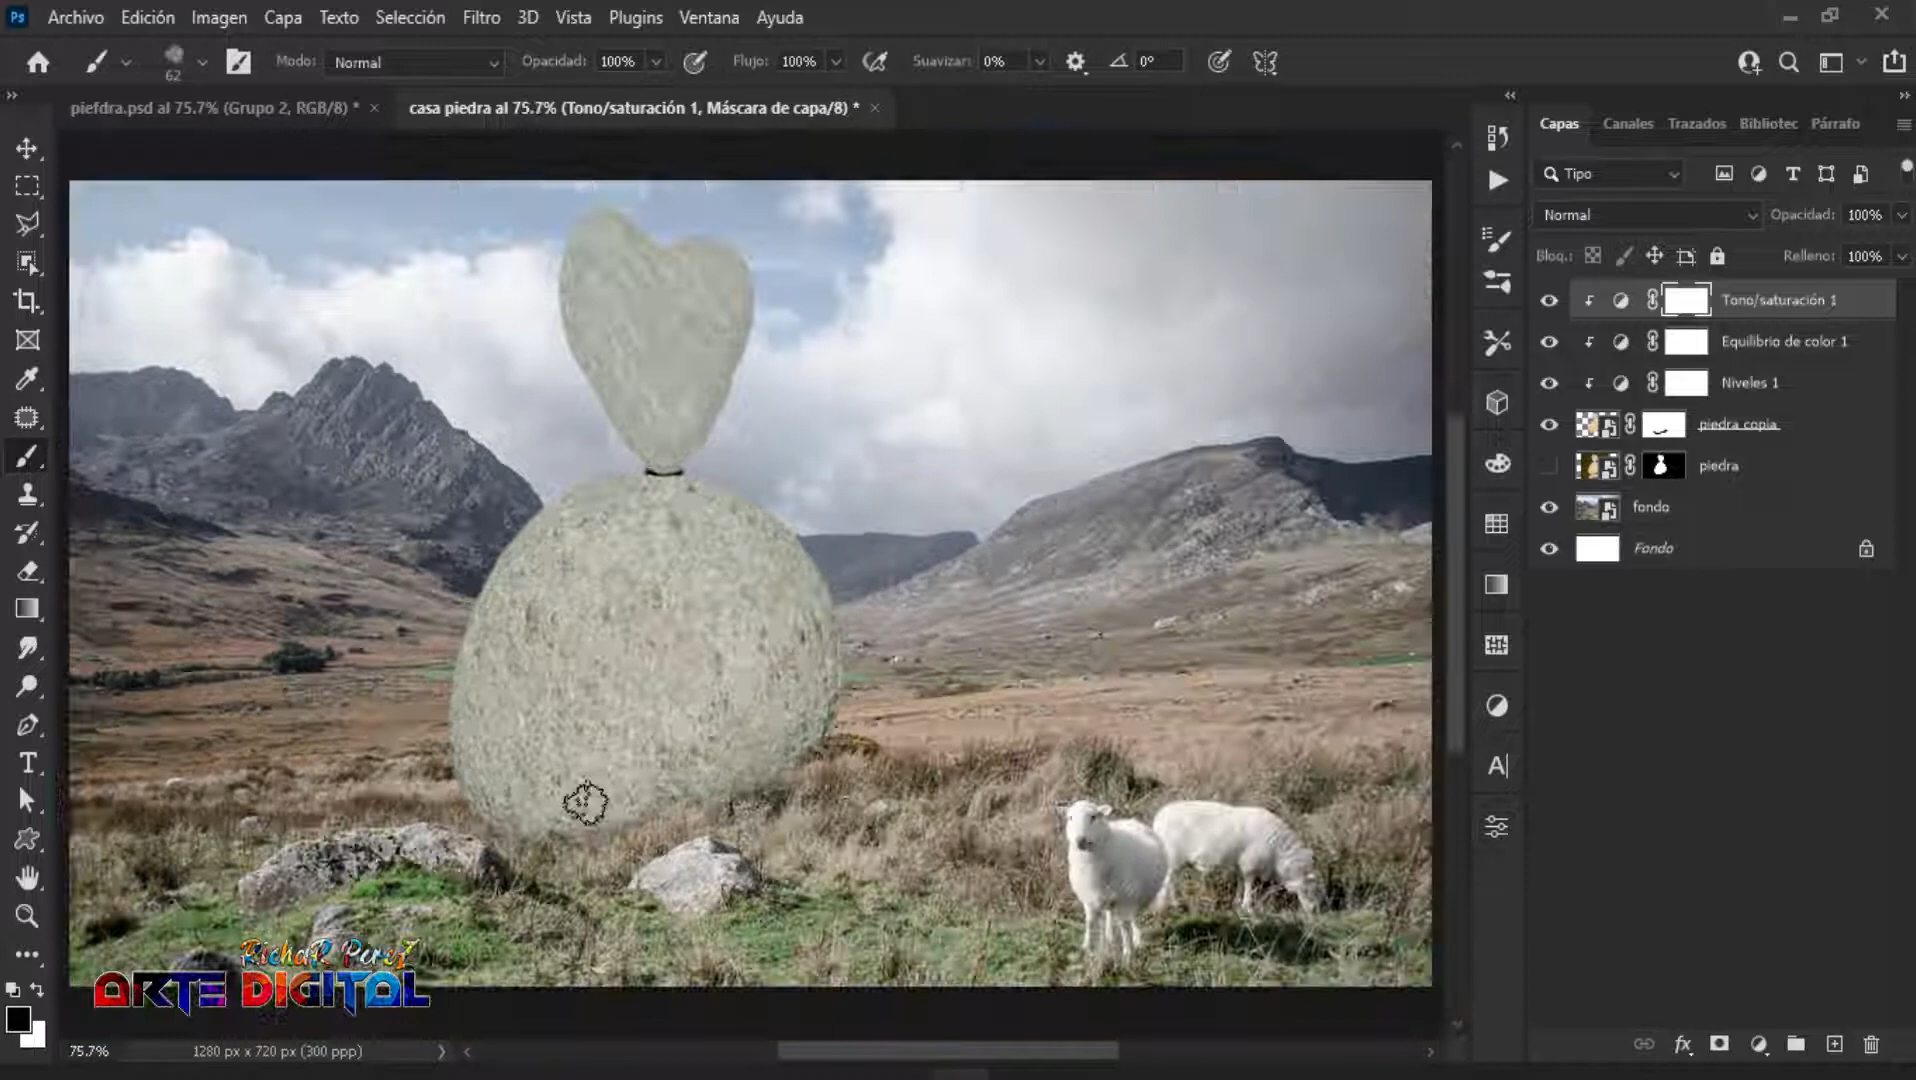 Ps Archivo Edición Imagen Capa Texto Selección Filtro 3D Vista Plugins Ventana Ayuda
62 Modo: Normal Opacidad: 100% Flujo: 100% Suavizar: 0% 0°
piefdra.psd al 75.7% (Grupo 2, RGB/8) * × casa piedra al 75.7% (Tono/saturación 1, Máscara de capa/8) * ×
Capas Canales Trazados Bibliotec Párrafo
Tipo
Normal Opacidad: 100%
Bloq.: Relleno: 100%
Tono/saturación 1
Equilibrio de color 1
Niveles 1
piedra copia
piedra
fondo
Fondo
RichaR PereZ
ARTE DIGITAL
75.7% 1280 px x 720 px (300 ppp)